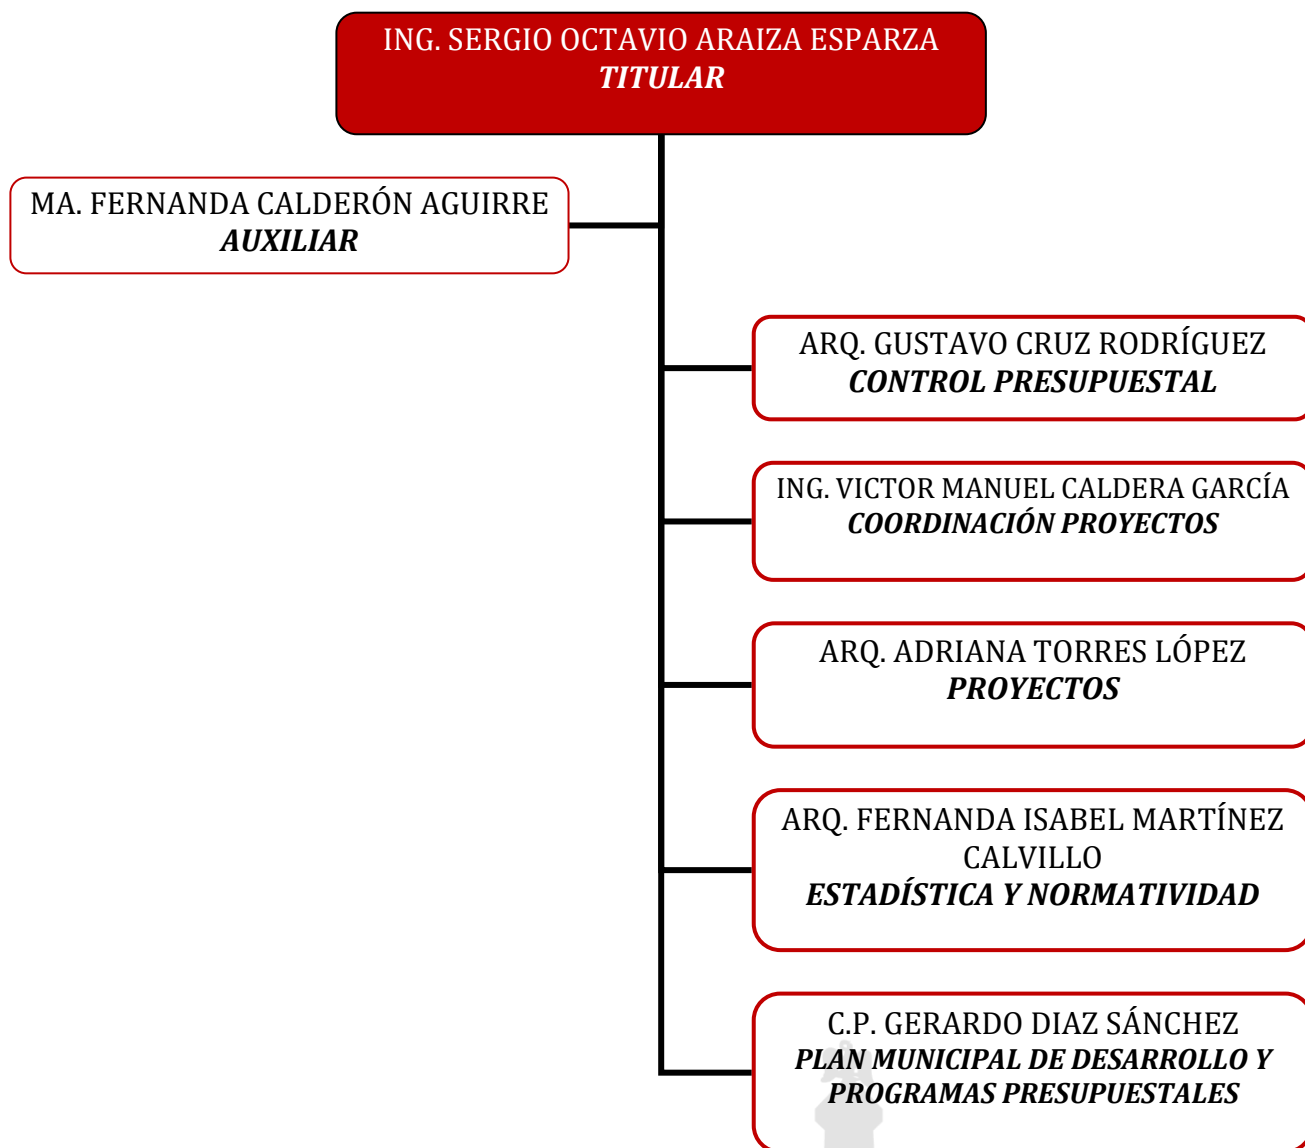 ING. SERGIO OCTAVIO ARAIZA ESPARZA
TITULAR
MA. FERNANDA CALDERÓN AGUIRRE
AUXILIAR
ARQ. GUSTAVO CRUZ RODRÍGUEZ
CONTROL PRESUPUESTAL
ING. VICTOR MANUEL CALDERA GARCÍA
COORDINACIÓN PROYECTOS
ARQ. ADRIANA TORRES LÓPEZ
PROYECTOS
ARQ. FERNANDA ISABEL MARTÍNEZ
CALVILLO
ESTADÍSTICA Y NORMATIVIDAD
C.P. GERARDO DIAZ SÁNCHEZ
PLAN MUNICIPAL DE DESARROLLO Y
PROGRAMAS PRESUPUESTALES